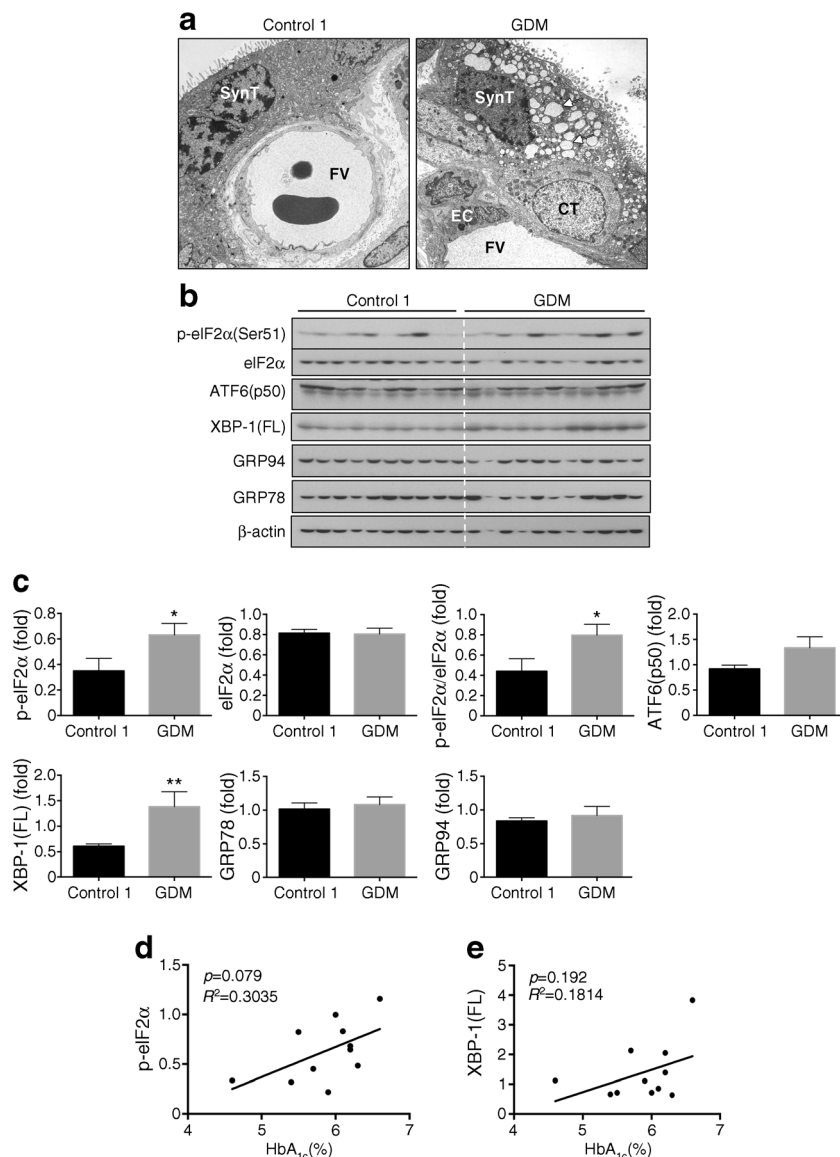 a
Control 1
GDM
SynT
FV
SynT
EC
CT
FV
b
Control 1
GDM
p-eIF2α(Ser51)
eIF2α
ATF6(p50)
XBP-1(FL)
GRP94
GRP78
β-actin
c
p-eIF2α (fold)
0.8
0.6
0.4
0.2
0
*
Control 1
GDM
eIF2α (fold)
1.0
0.8
0.6
0.4
0.2
0
Control 1
GDM
p-eIF2α/eIF2α (fold)
1.0
0.8
0.6
0.4
0.2
0
*
Control 1
GDM
ATF6(p50) (fold)
2.0
1.5
1.0
0.5
0
Control 1
GDM
XBP-1(FL) (fold)
2.0
1.5
1.0
0.5
0
**
Control 1
GDM
GRP78 (fold)
1.5
1.0
0.5
0
Control 1
GDM
GRP94 (fold)
1.5
1.0
0.5
0
Control 1
GDM
d
p-eIF2α
1.5
1.0
0.5
0
p=0.079
R²=0.3035
4
5
6
7
HbA1c(%)
e
XBP-1(FL)
5
4
3
2
1
0
p=0.192
R²=0.1814
4
5
6
7
HbA1c(%)